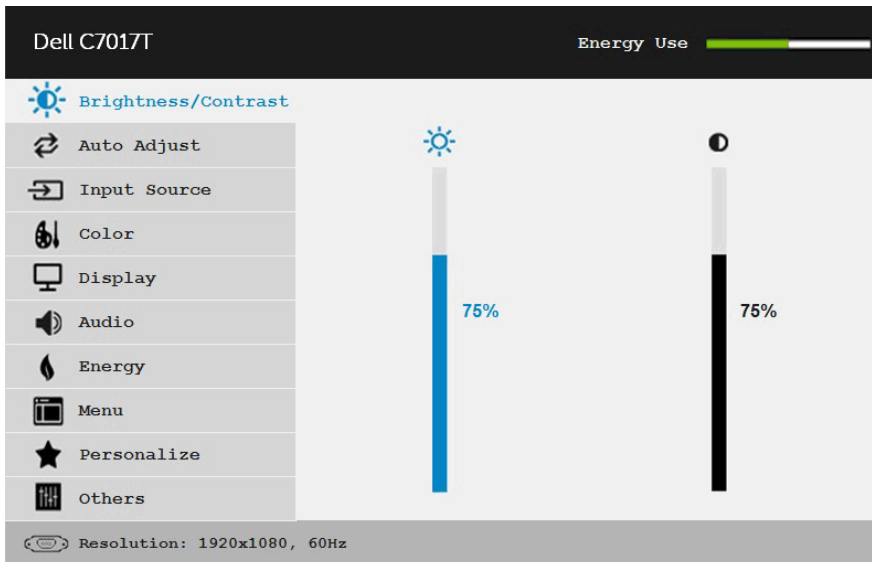 Dell C7017T
Energy Use
Brightness/Contrast
Auto Adjust
Input Source
Color
Display
Audio
Energy
Menu
Personalize
Others
75%
75%
Resolution: 1920x1080, 60Hz